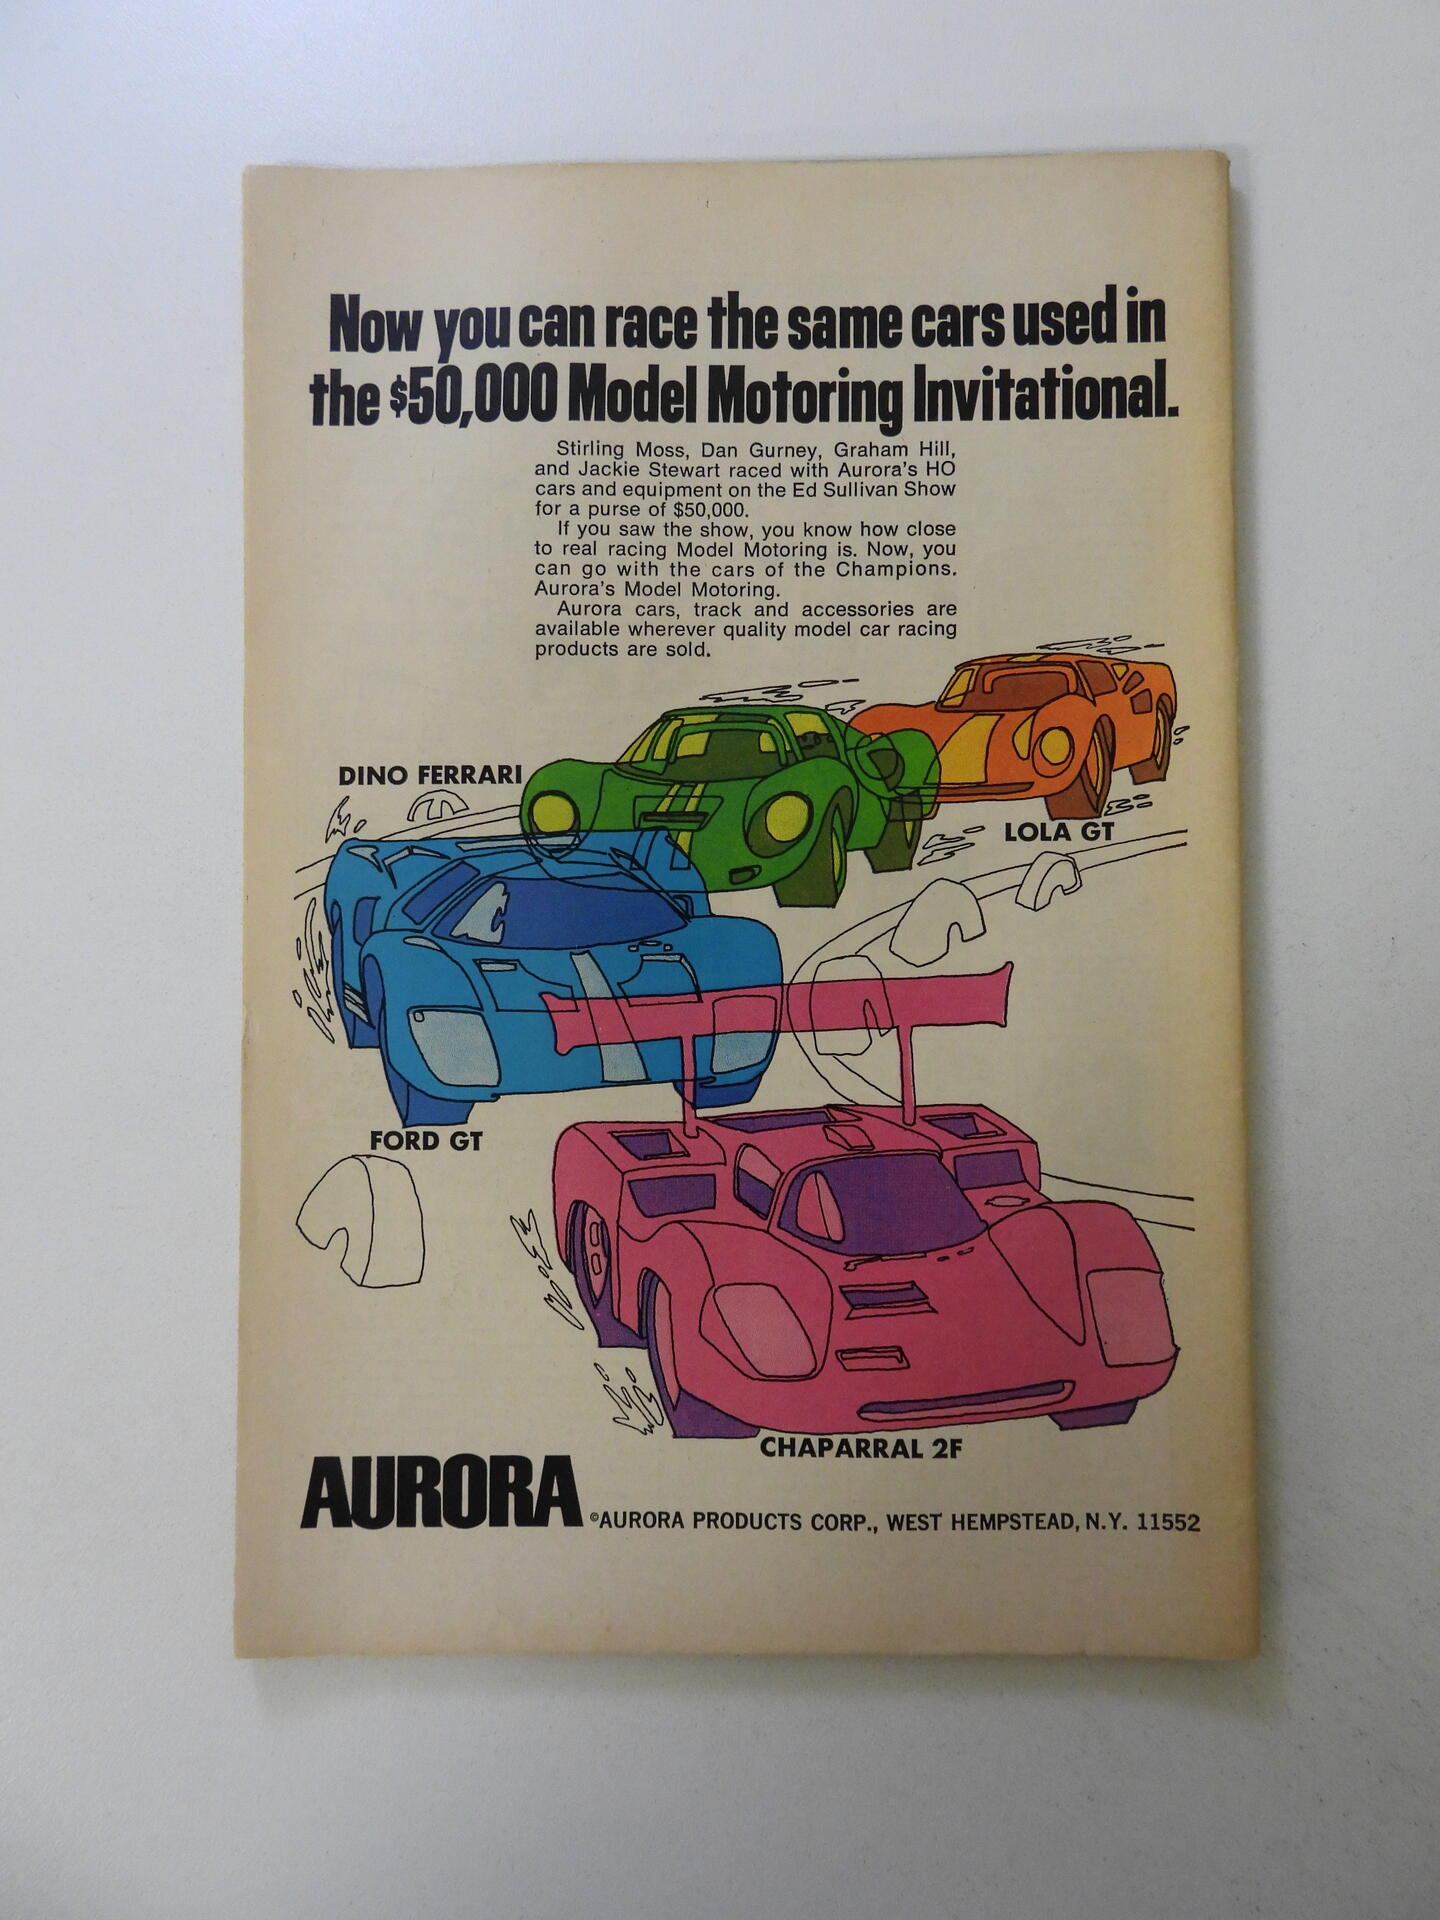 Now you can race the same cars used in
the $50,000 Model Motoring Invitational.
Stirling Moss, Dan Gurney, Graham Hill,
and Jackie Stewart raced with Aurora's HO
cars and equipment on the Ed Sullivan Show
for a purse of $50,000.
If you saw the show, you know how close
to real racing Model Motoring is. Now, you
can go with the cars of the Champions.
Aurora's Model Motoring.
Aurora cars, track and accessories are
available wherever quality model car racing
products are sold.
DINO FERRARI
LOLA GT
FORD GT
CHAPARRAL 2F
AURORA
©AURORA PRODUCTS CORP., WEST HEMPSTEAD, N.Y. 11552